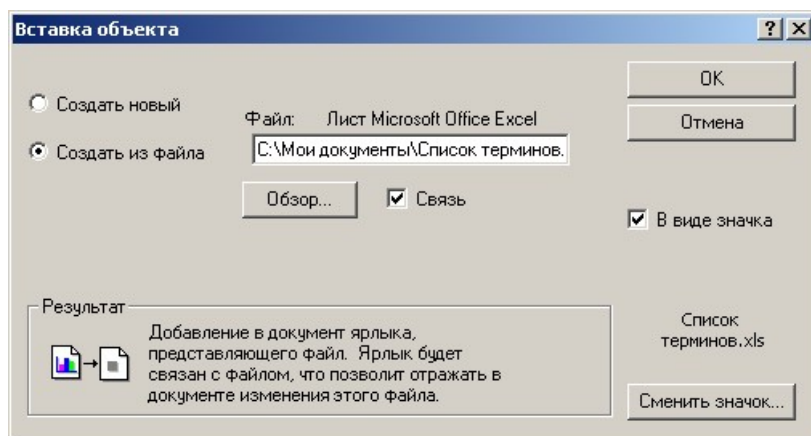 Вставка объекта
Создать новый
Создать из файла
Файл: Лист Microsoft Office Excel
C:\Мои документы\Список терминов.
Обзор...
Связь
OK
Отмена
В виде значка
Результат
Добавление в документ ярлыка,
представляющего файл. Ярлык будет
связан с файлом, что позволит отражать в
документе изменения этого файла.
Список
терминов.xls
Сменить значок...